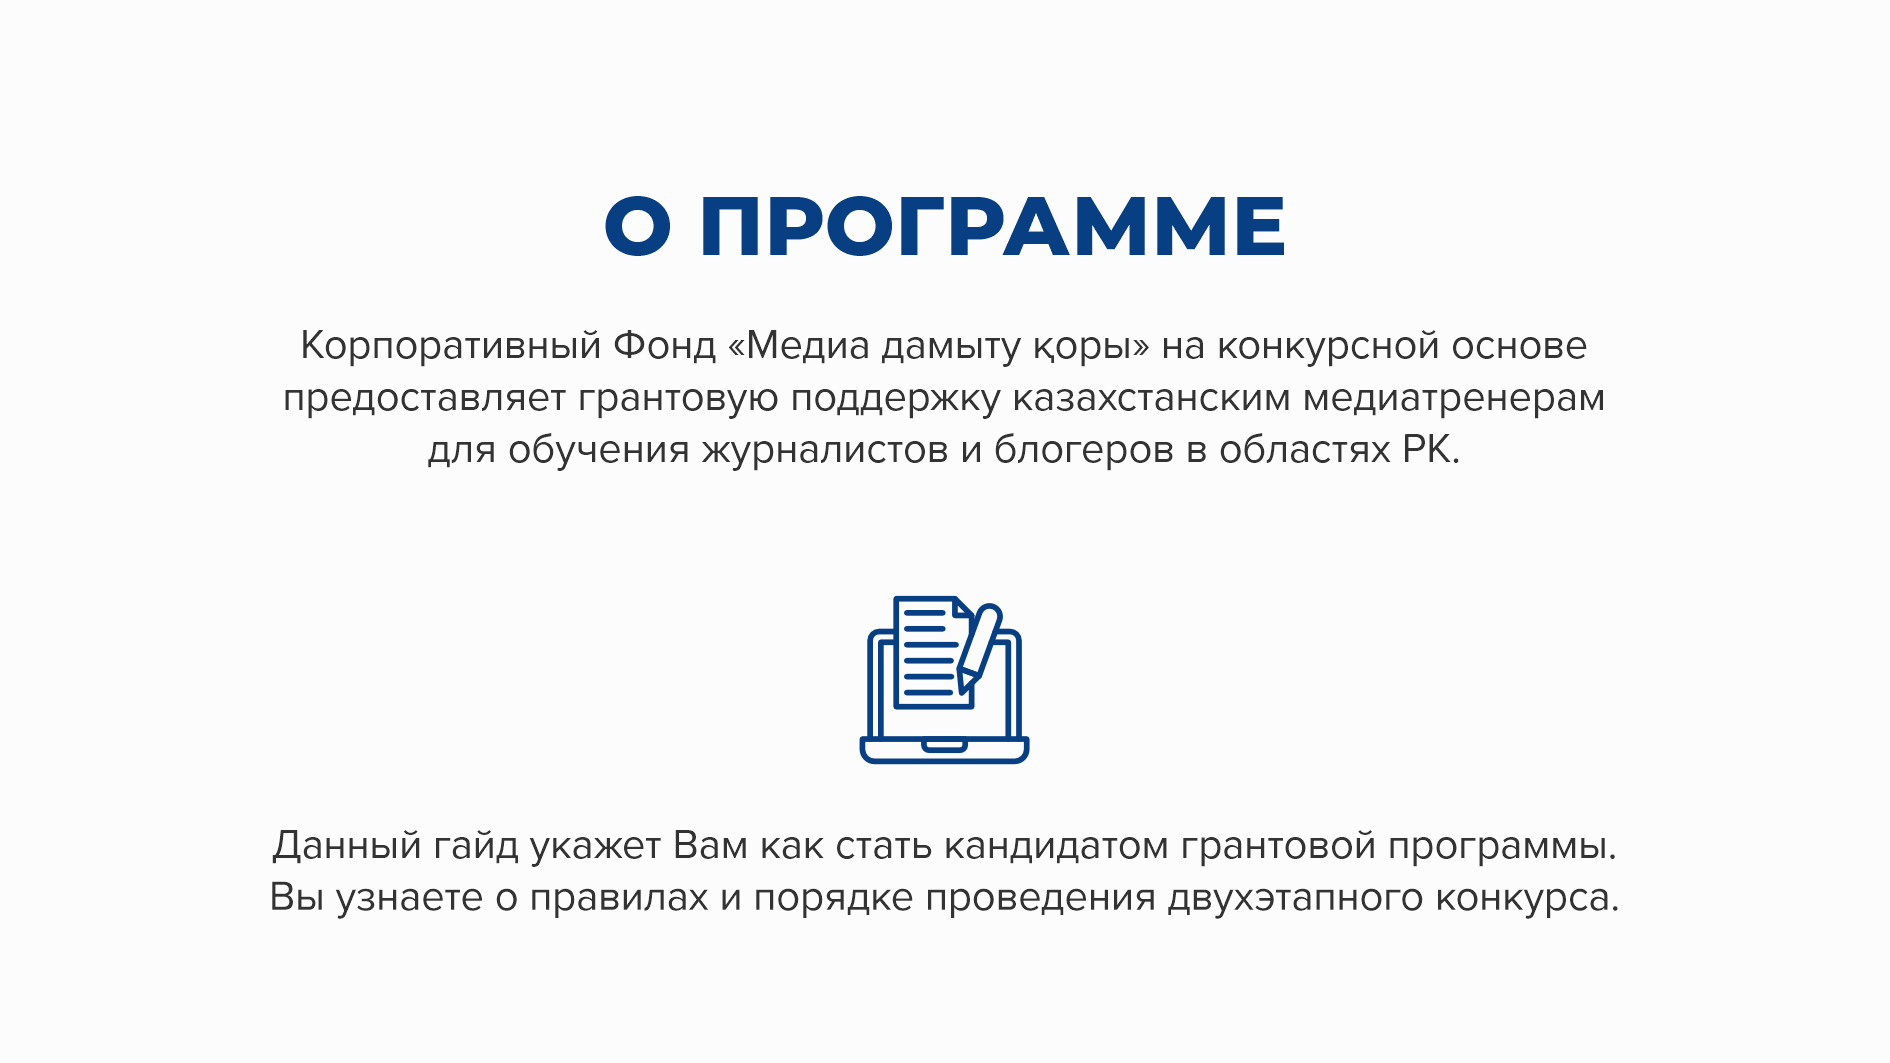 О ПРОГРАММЕ
Корпоративный Фонд «Медиа дамыту қоры» на конкурсной основе
предоставляет грантовую поддержку казахстанским медиатренерам
для обучения журналистов и блогеров в областях РК.
Данный гайд укажет Вам как стать кандидатом грантовой программы.
Вы узнаете о правилах и порядке проведения двухэтапного конкурса.